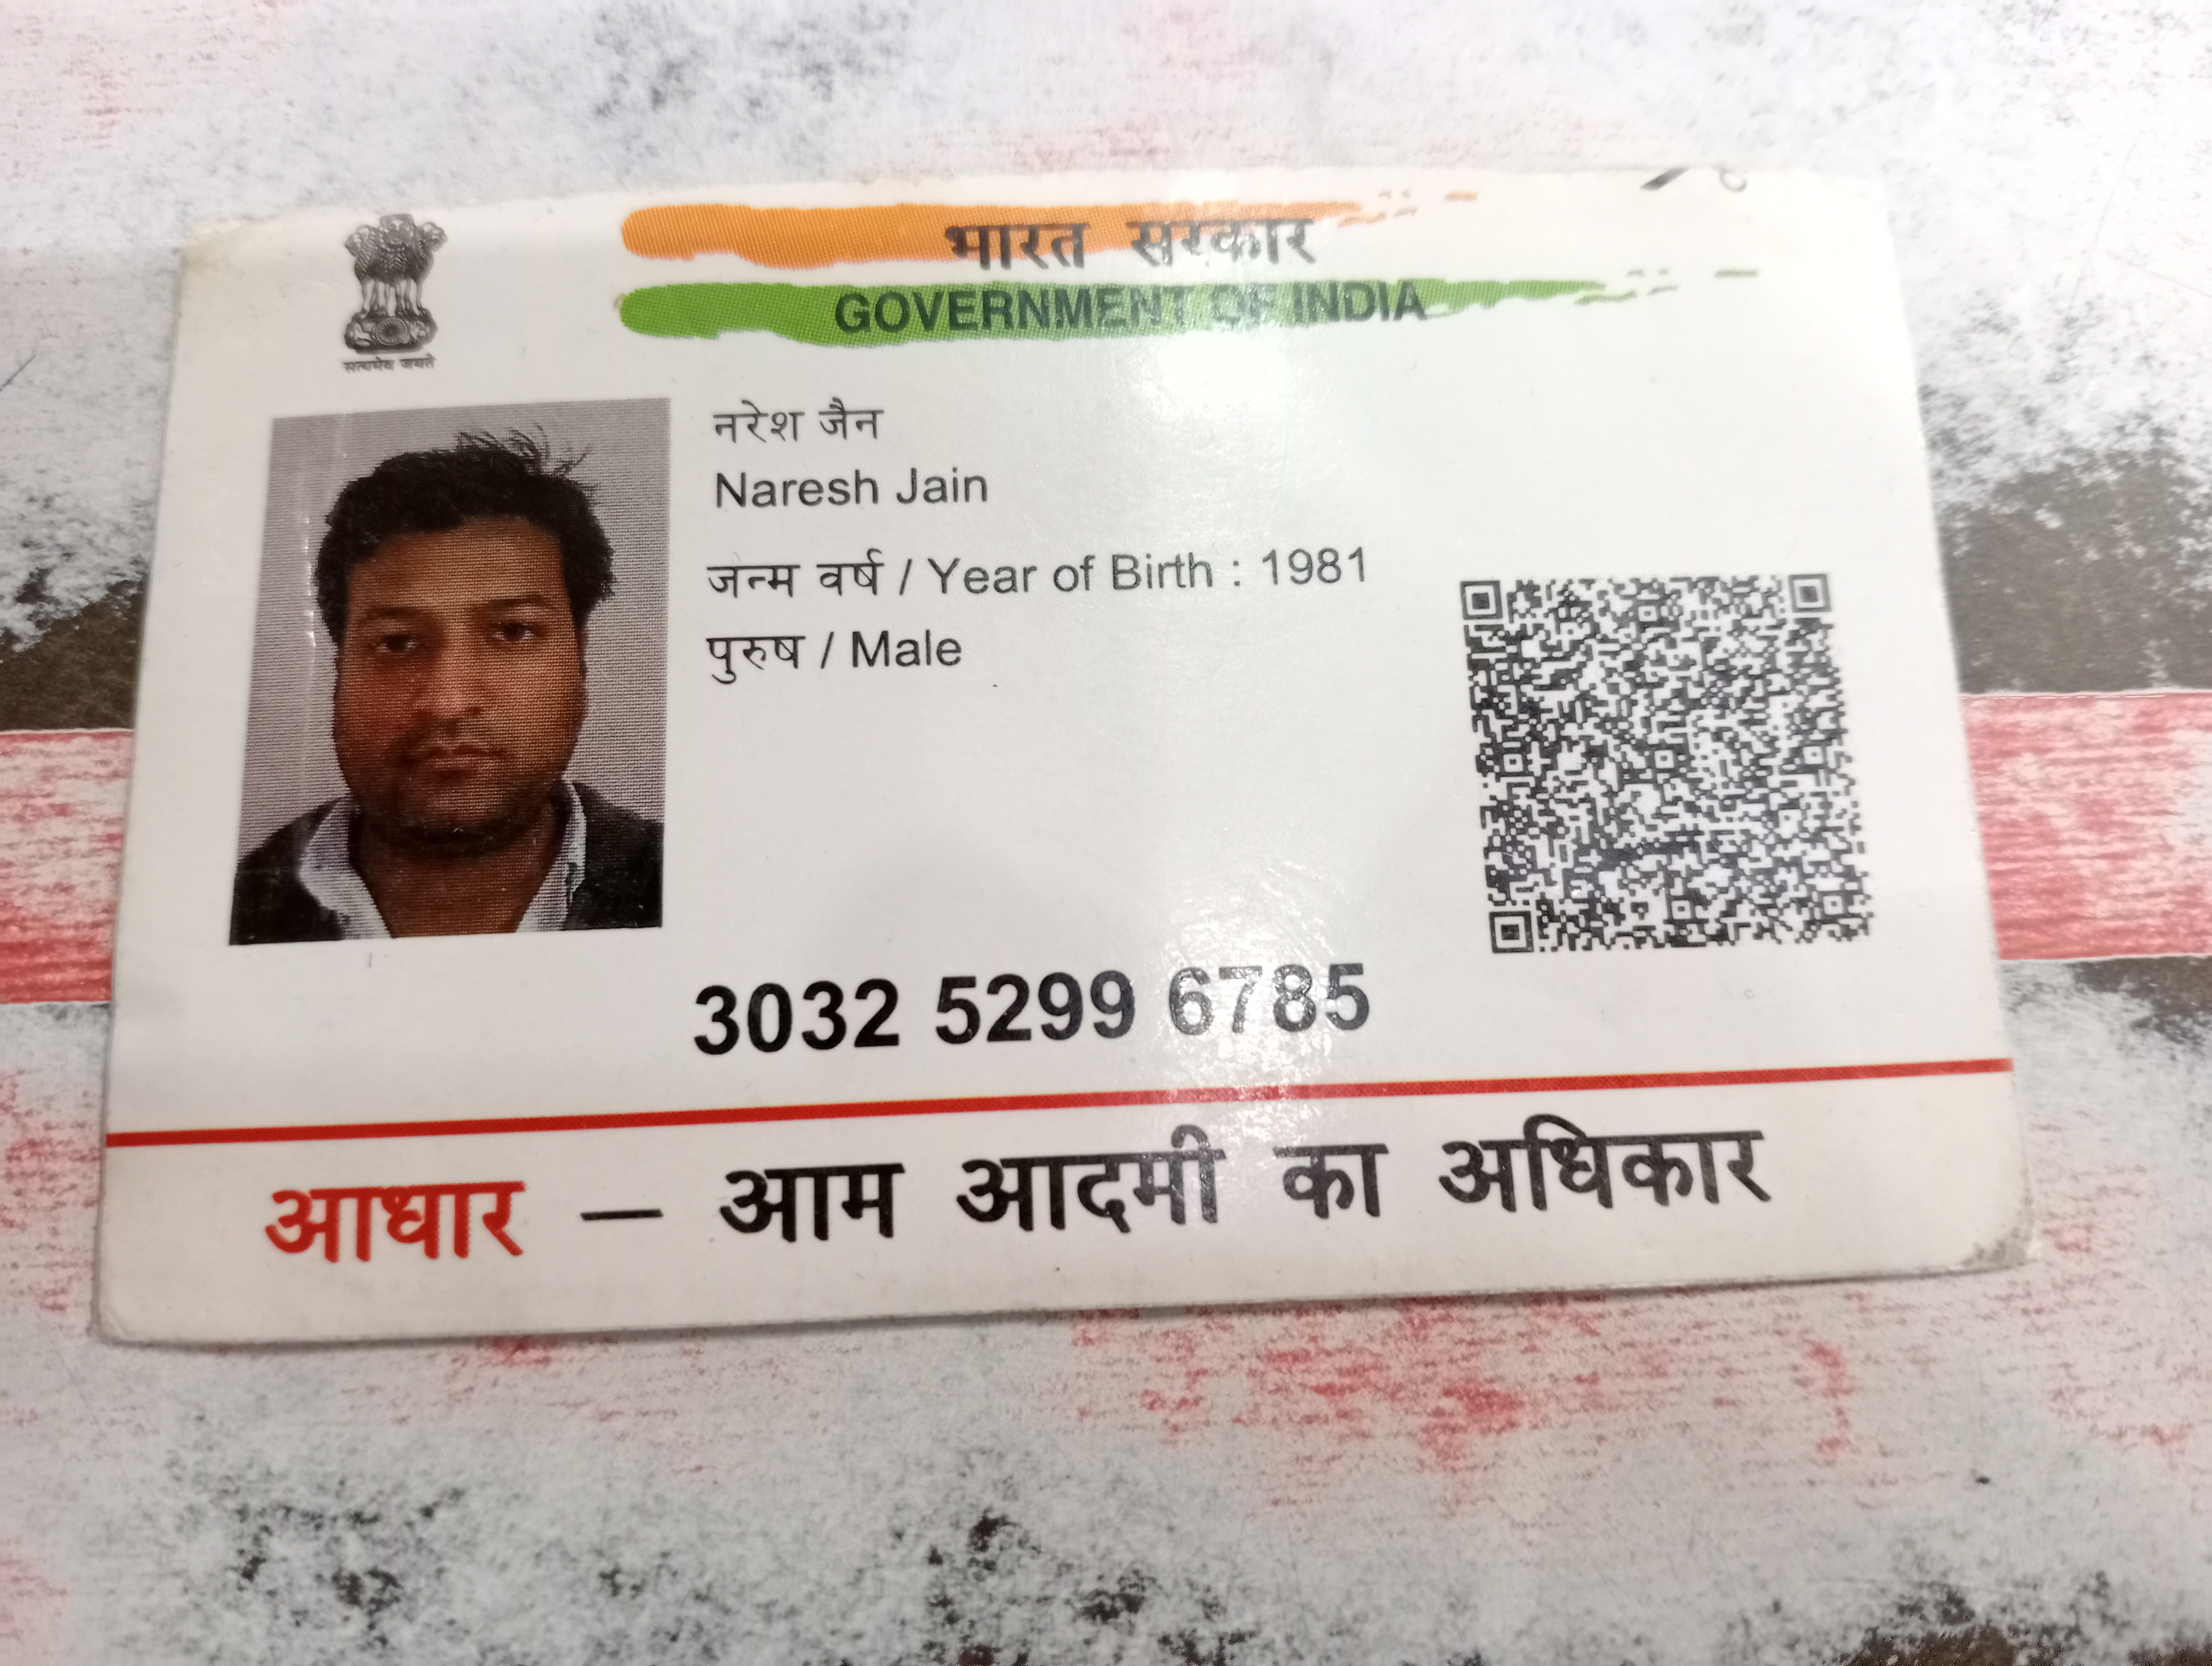 भारत सरकार
GOVERNMENT OF INDIA
सत्यमेव जयते
नरेश जैन
Naresh Jain
जन्म वर्ष / Year of Birth : 1981
पुरुष / Male
3032 5299 6785
आधार – आम आदमी का अधिकार